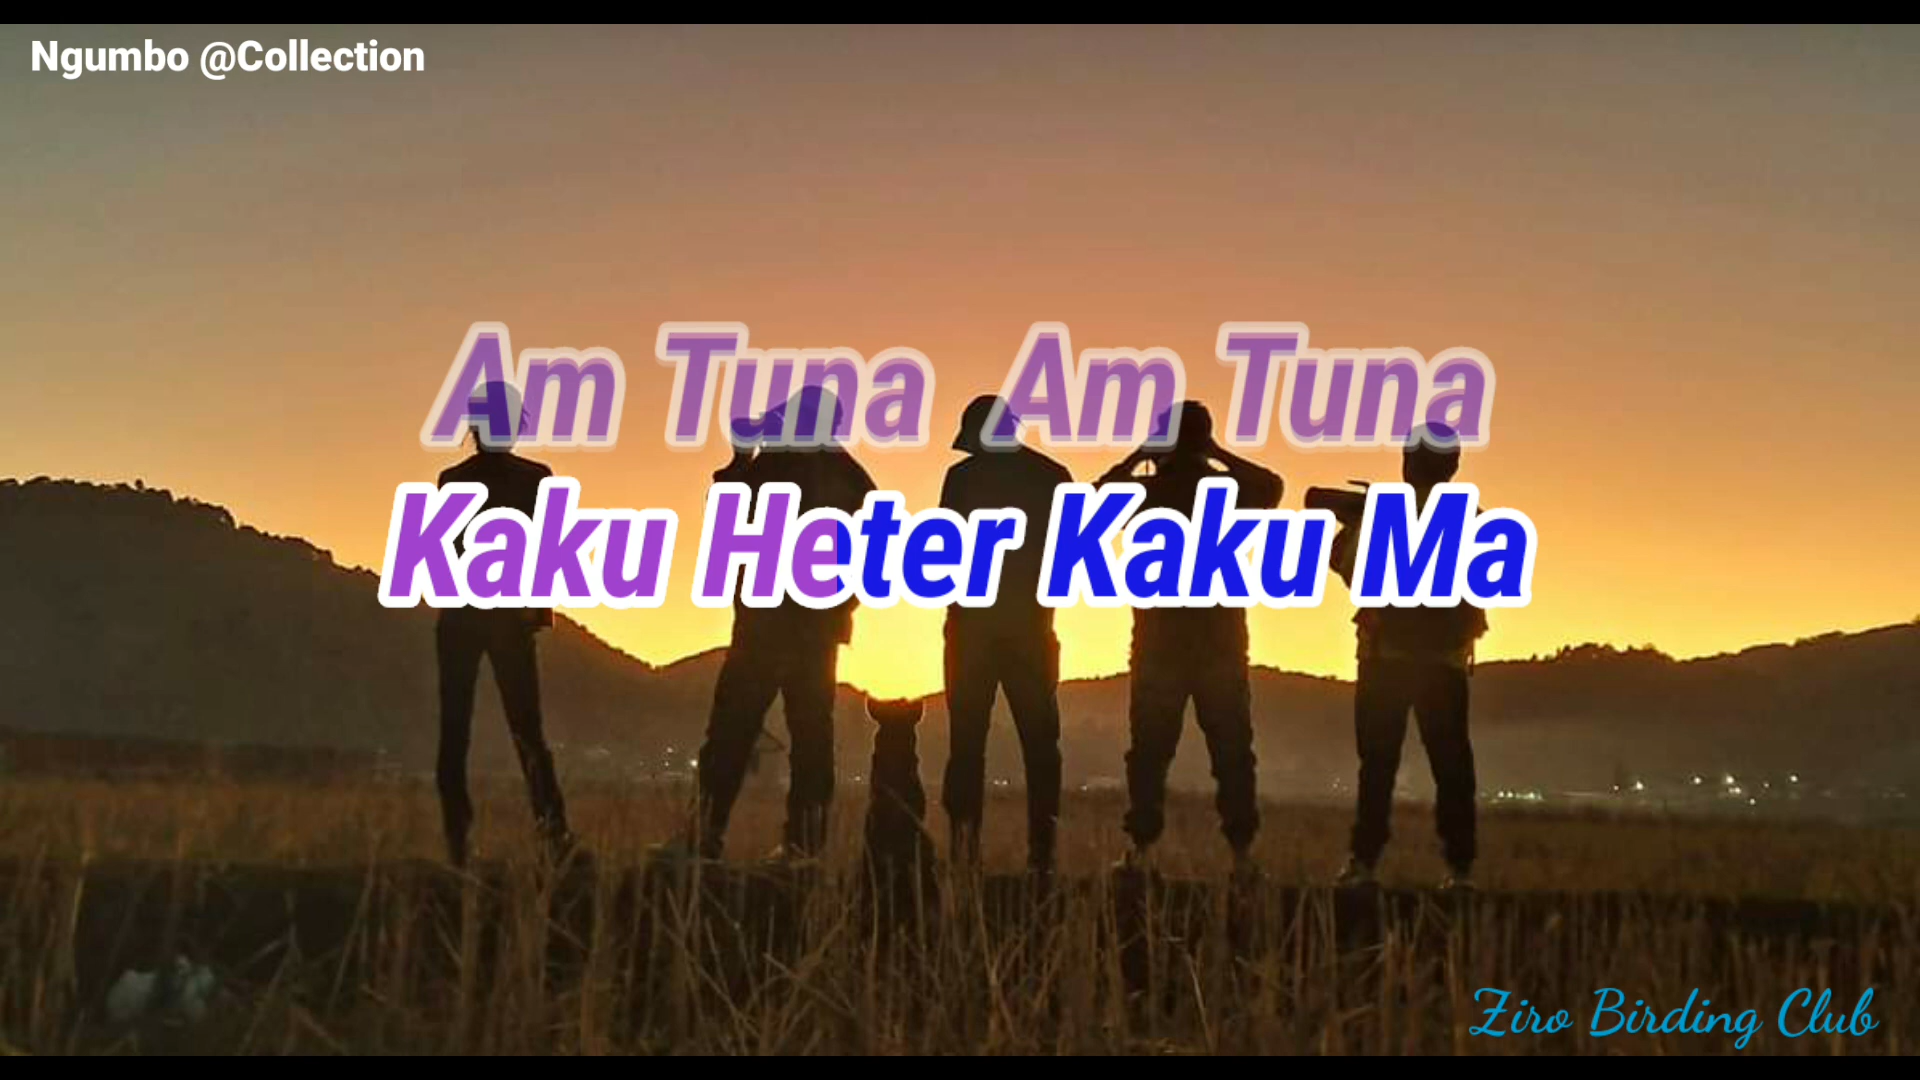 Ngumbo @Collection
Am Tuna Am Tuna
Kaku Heter Kaku Ma
Ziro Birding Club